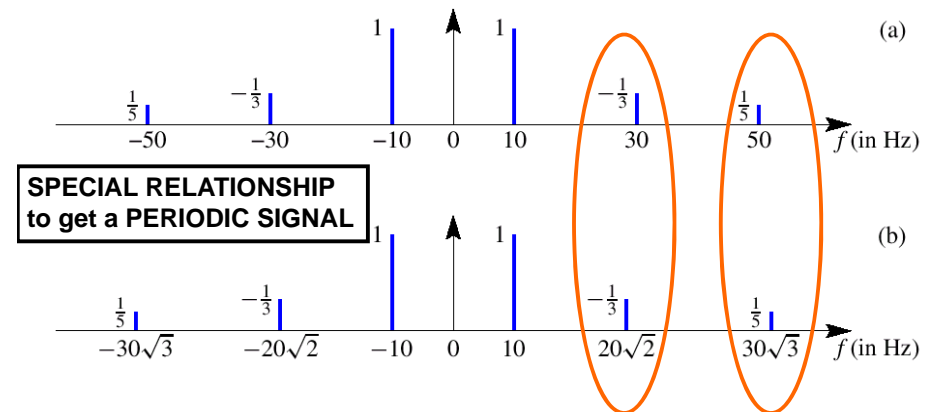 1 1 (a)
1/5 −1/3 −1/3 1/5
−50 −30 −10 0 10 30 50 f (in Hz)
SPECIAL RELATIONSHIP
to get a PERIODIC SIGNAL
1 1 (b)
1/5 −1/3 −1/3 1/5
−30√3 −20√2 −10 0 10 20√2 30√3 f (in Hz)